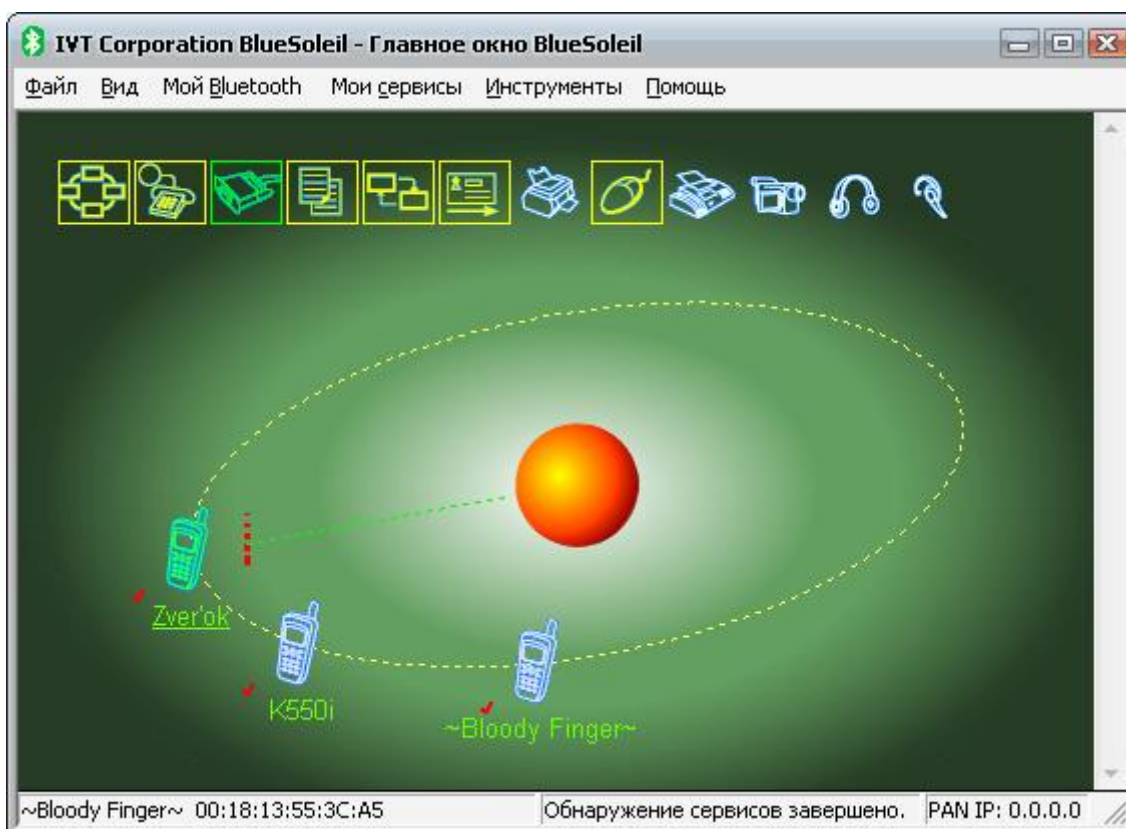 IVT Corporation BlueSoleil - Главное окно BlueSoleil
Файл Вид Мой Bluetooth Мои сервисы Инструменты Помощь
Zver'ok
K550i
~Bloody Finger~
~Bloody Finger~ 00:18:13:55:3C:A5 Обнаружение сервисов завершено. PAN IP: 0.0.0.0